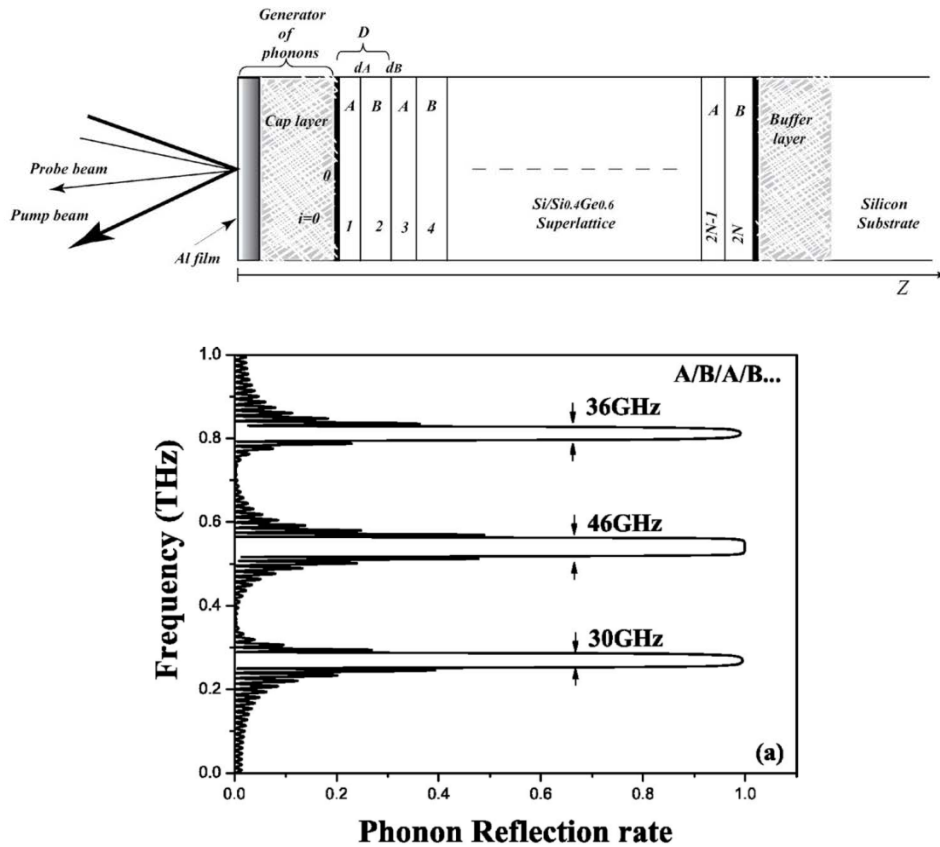 Generator
of
phonons
D
dA dB
A B A B
A B
Cap layer
Buffer
layer
Probe beam
0
Pump beam
i=0
1 2 3 4
Si/Si0.4Ge0.6
Superlattice
2N-1
2N
Silicon
Substrate
Al film
Z
A/B/A/B...
36GHz
46GHz
30GHz
(a)
1.0
0.8
0.6
0.4
0.2
0.0
Frequency (THz)
0.0 0.2 0.4 0.6 0.8 1.0
Phonon Reflection rate